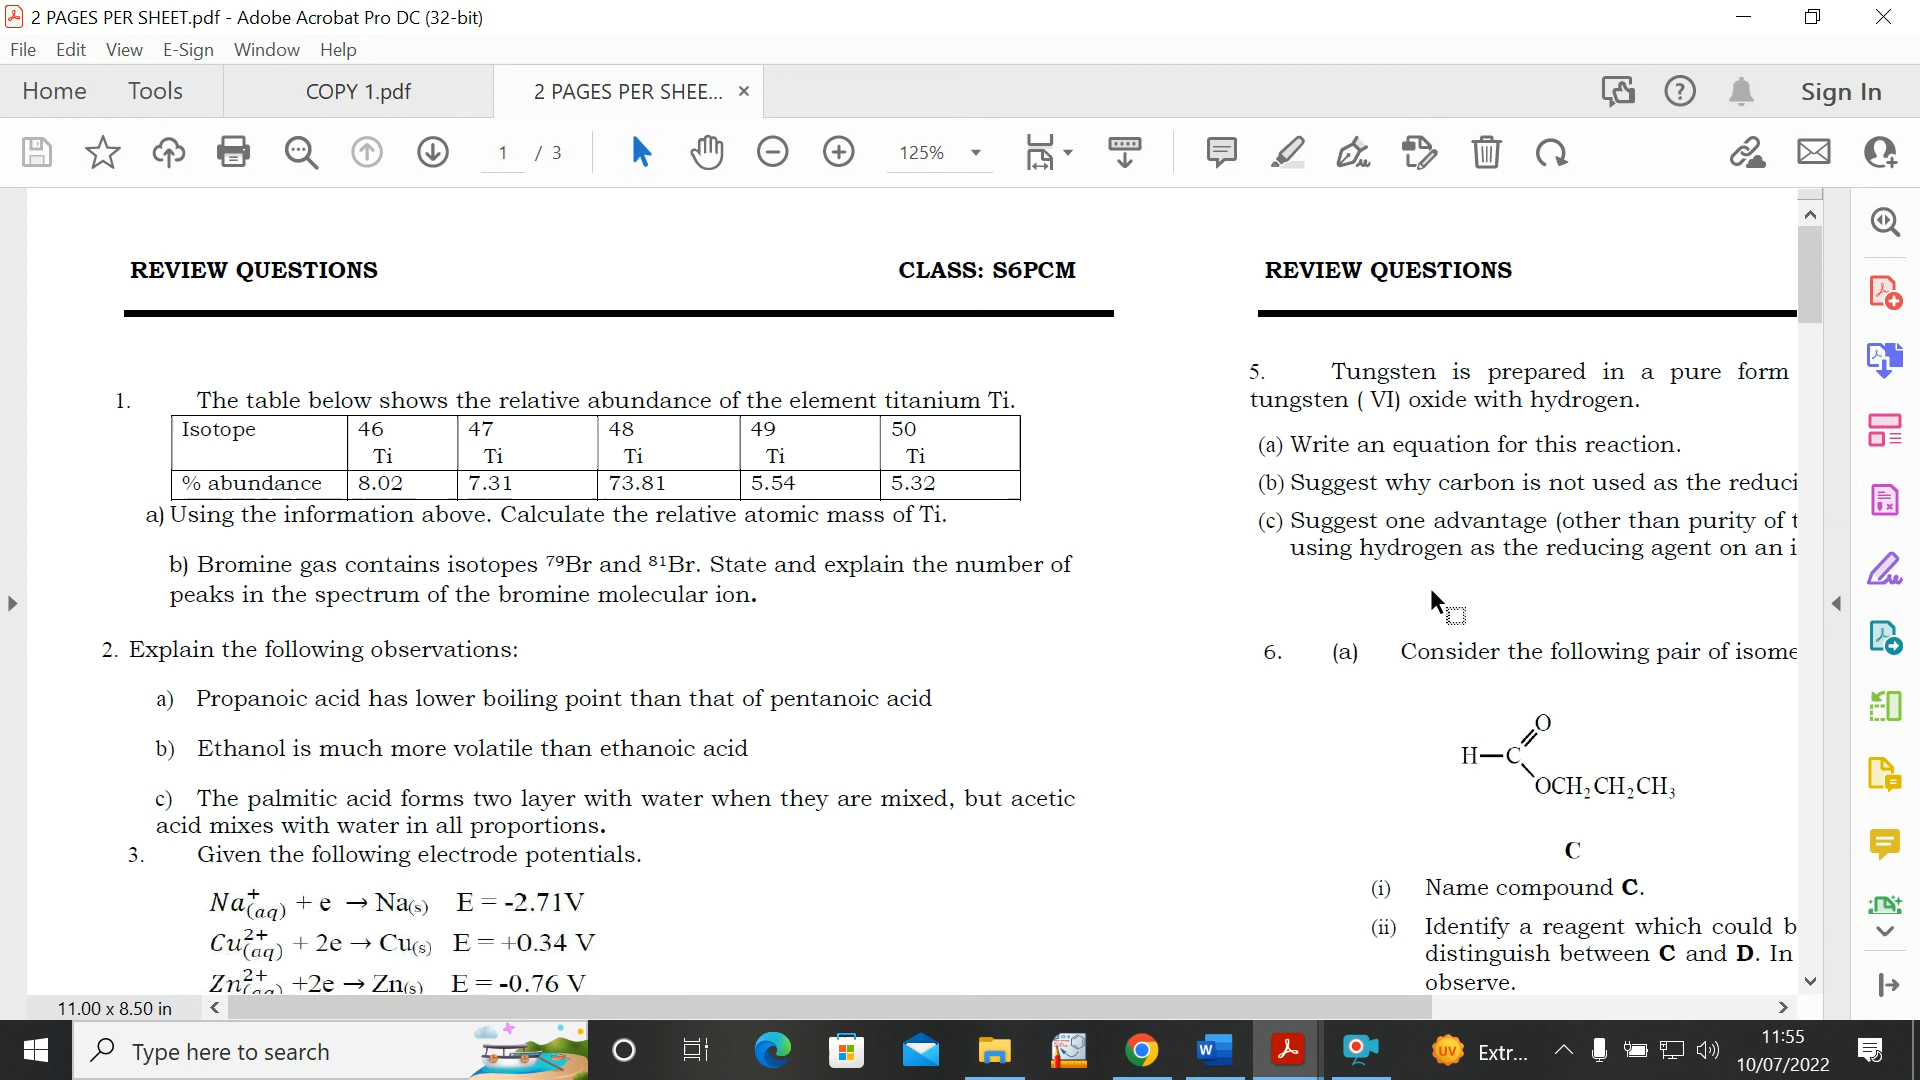 2 PAGES PER SHEET.pdf - Adobe Acrobat Pro DC (32-bit)
File Edit View E-Sign Window Help
Home Tools COPY 1.pdf 2 PAGES PER SHEE... × Sign In
1 / 3 125%
REVIEW QUESTIONS CLASS: S6PCM
1. The table below shows the relative abundance of the element titanium Ti.
Isotope 46 Ti 47 Ti 48 Ti 49 Ti 50 Ti
% abundance 8.02 7.31 73.81 5.54 5.32
a) Using the information above. Calculate the relative atomic mass of Ti.
b) Bromine gas contains isotopes ⁷⁹Br and ⁸¹Br. State and explain the number of
peaks in the spectrum of the bromine molecular ion.
2. Explain the following observations:
a) Propanoic acid has lower boiling point than that of pentanoic acid
b) Ethanol is much more volatile than ethanoic acid
c) The palmitic acid forms two layer with water when they are mixed, but acetic
acid mixes with water in all proportions.
3. Given the following electrode potentials.
Na⁺(aq) + e → Na(s) E = -2.71V
Cu²⁺(aq) + 2e → Cu(s) E = +0.34 V
Zn²⁺(aq) +2e → Zn(s) E = -0.76 V
REVIEW QUESTIONS
5. Tungsten is prepared in a pure form
tungsten ( VI) oxide with hydrogen.
(a) Write an equation for this reaction.
(b) Suggest why carbon is not used as the reduci
(c) Suggest one advantage (other than purity of t
using hydrogen as the reducing agent on an i
6. (a) Consider the following pair of isome
O
H—C
OCH₂CH₂CH₃
C
(i) Name compound C.
(ii) Identify a reagent which could b
distinguish between C and D. In
observe.
11.00 x 8.50 in
Type here to search
UV Extr...
11:55
10/07/2022